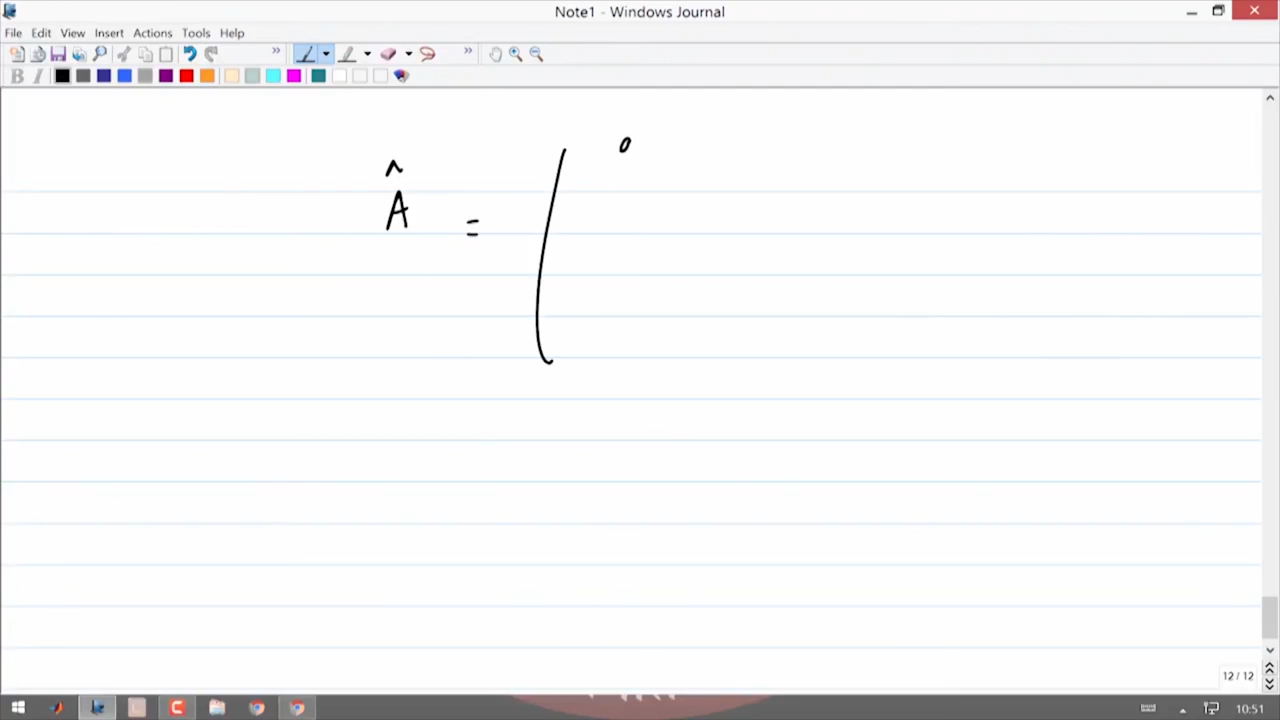 Note1 - Windows Journal
File Edit View Insert Actions Tools Help
B I
Â = ( 0
12 / 12
10:51